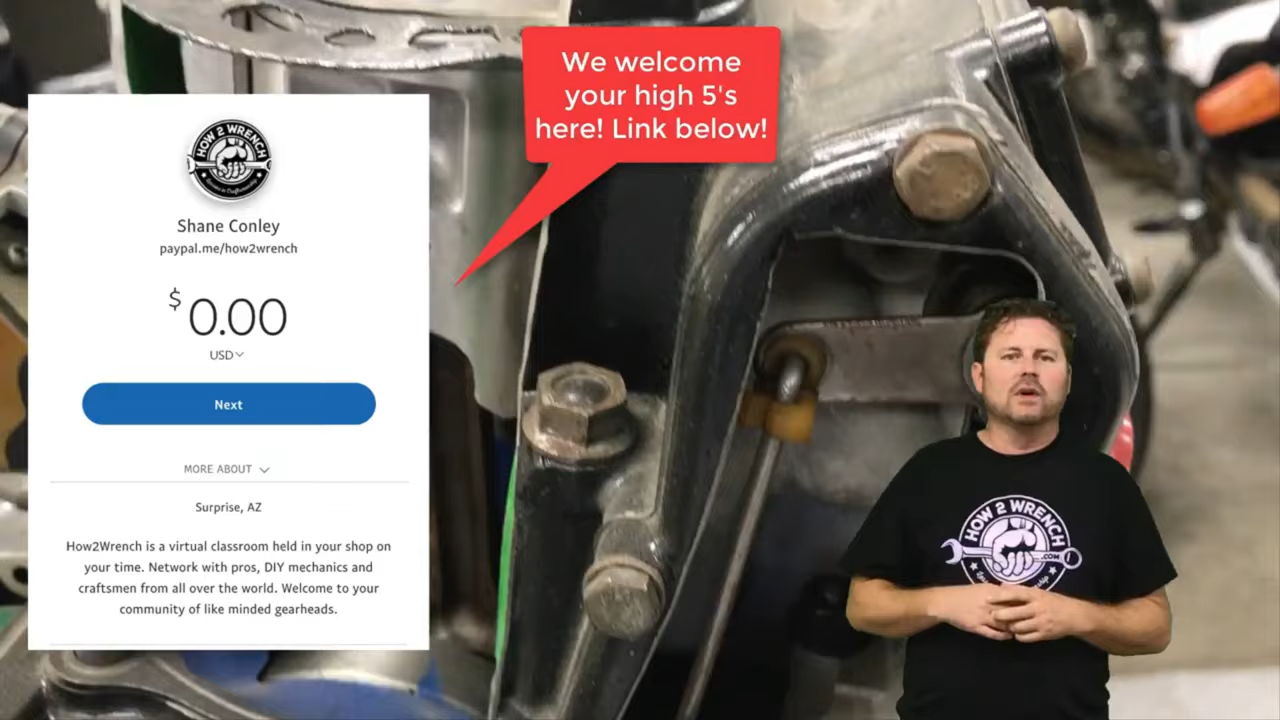 We welcome
your high 5's
here! Link below!
HOW 2 WRENCH
Shane Conley
paypal.me/how2wrench
$ 0.00
USD
Next
MORE ABOUT
Surprise, AZ
How2Wrench is a virtual classroom held in your shop on
your time. Network with pros, DIY mechanics and
craftsmen from all over the world. Welcome to your
community of like minded gearheads.
HOW 2 WRENCH
.COM